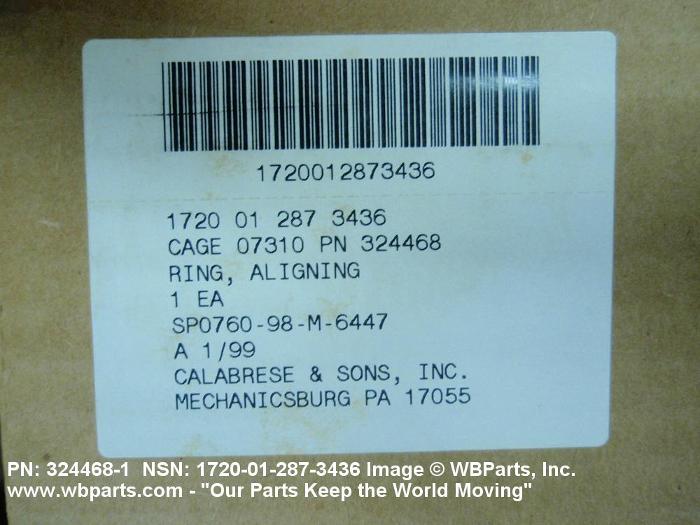 1720012873436
1720 01 287 3436
CAGE 07310 PN 324468
RING, ALIGNING
1 EA
SP0760-98-M-6447
A 1/99
CALABRESE & SONS, INC.
MECHANICSBURG PA 17055
PN: 324468-1 NSN: 1720-01-287-3436 Image © WBParts, Inc.
www.wbparts.com - "Our Parts Keep the World Moving"